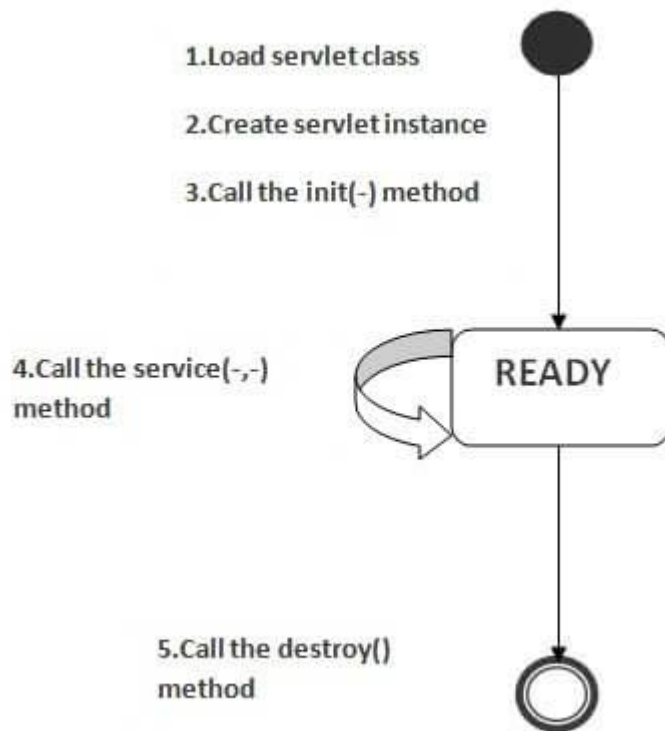 1.Load servlet class
2.Create servlet instance
3.Call the init(-) method
4.Call the service(-,-)
method
READY
5.Call the destroy()
method